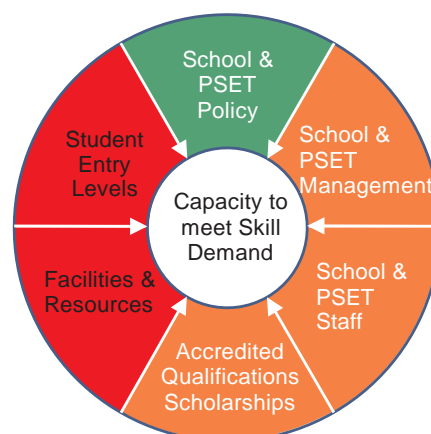 School &
PSET
Policy
School &
PSET
Management
School &
PSET
Staff
Accredited
Qualifications
Scholarships
Facilities &
Resources
Student
Entry
Levels
Capacity to
meet Skill
Demand